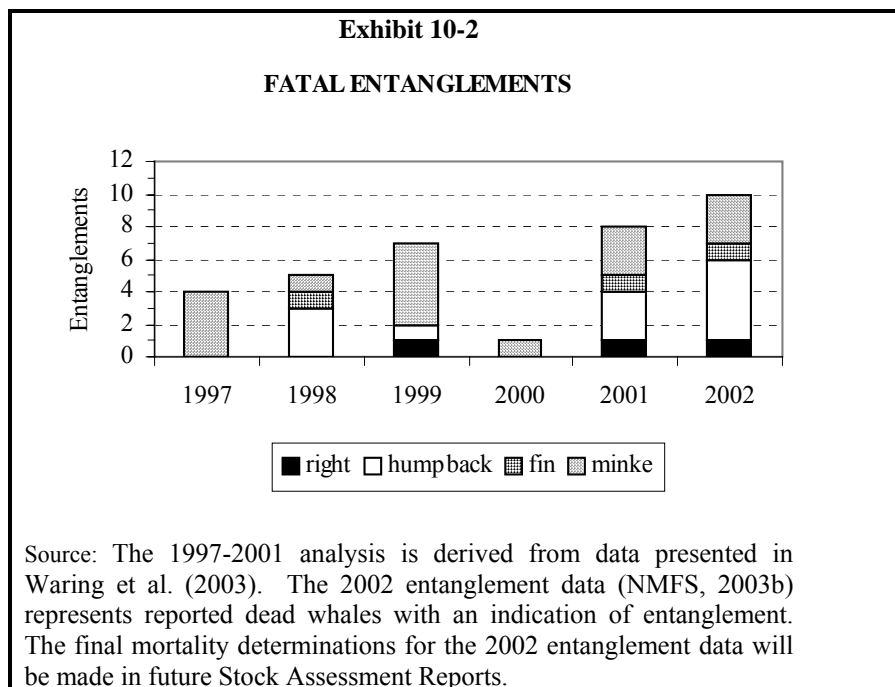 Exhibit 10-2
FATAL ENTANGLEMENTS
Entanglements
12
10
8
6
4
2
0
1997 1998 1999 2000 2001 2002
right humpback fin minke
Source: The 1997-2001 analysis is derived from data presented in
Waring et al. (2003). The 2002 entanglement data (NMFS, 2003b)
represents reported dead whales with an indication of entanglement.
The final mortality determinations for the 2002 entanglement data will
be made in future Stock Assessment Reports.